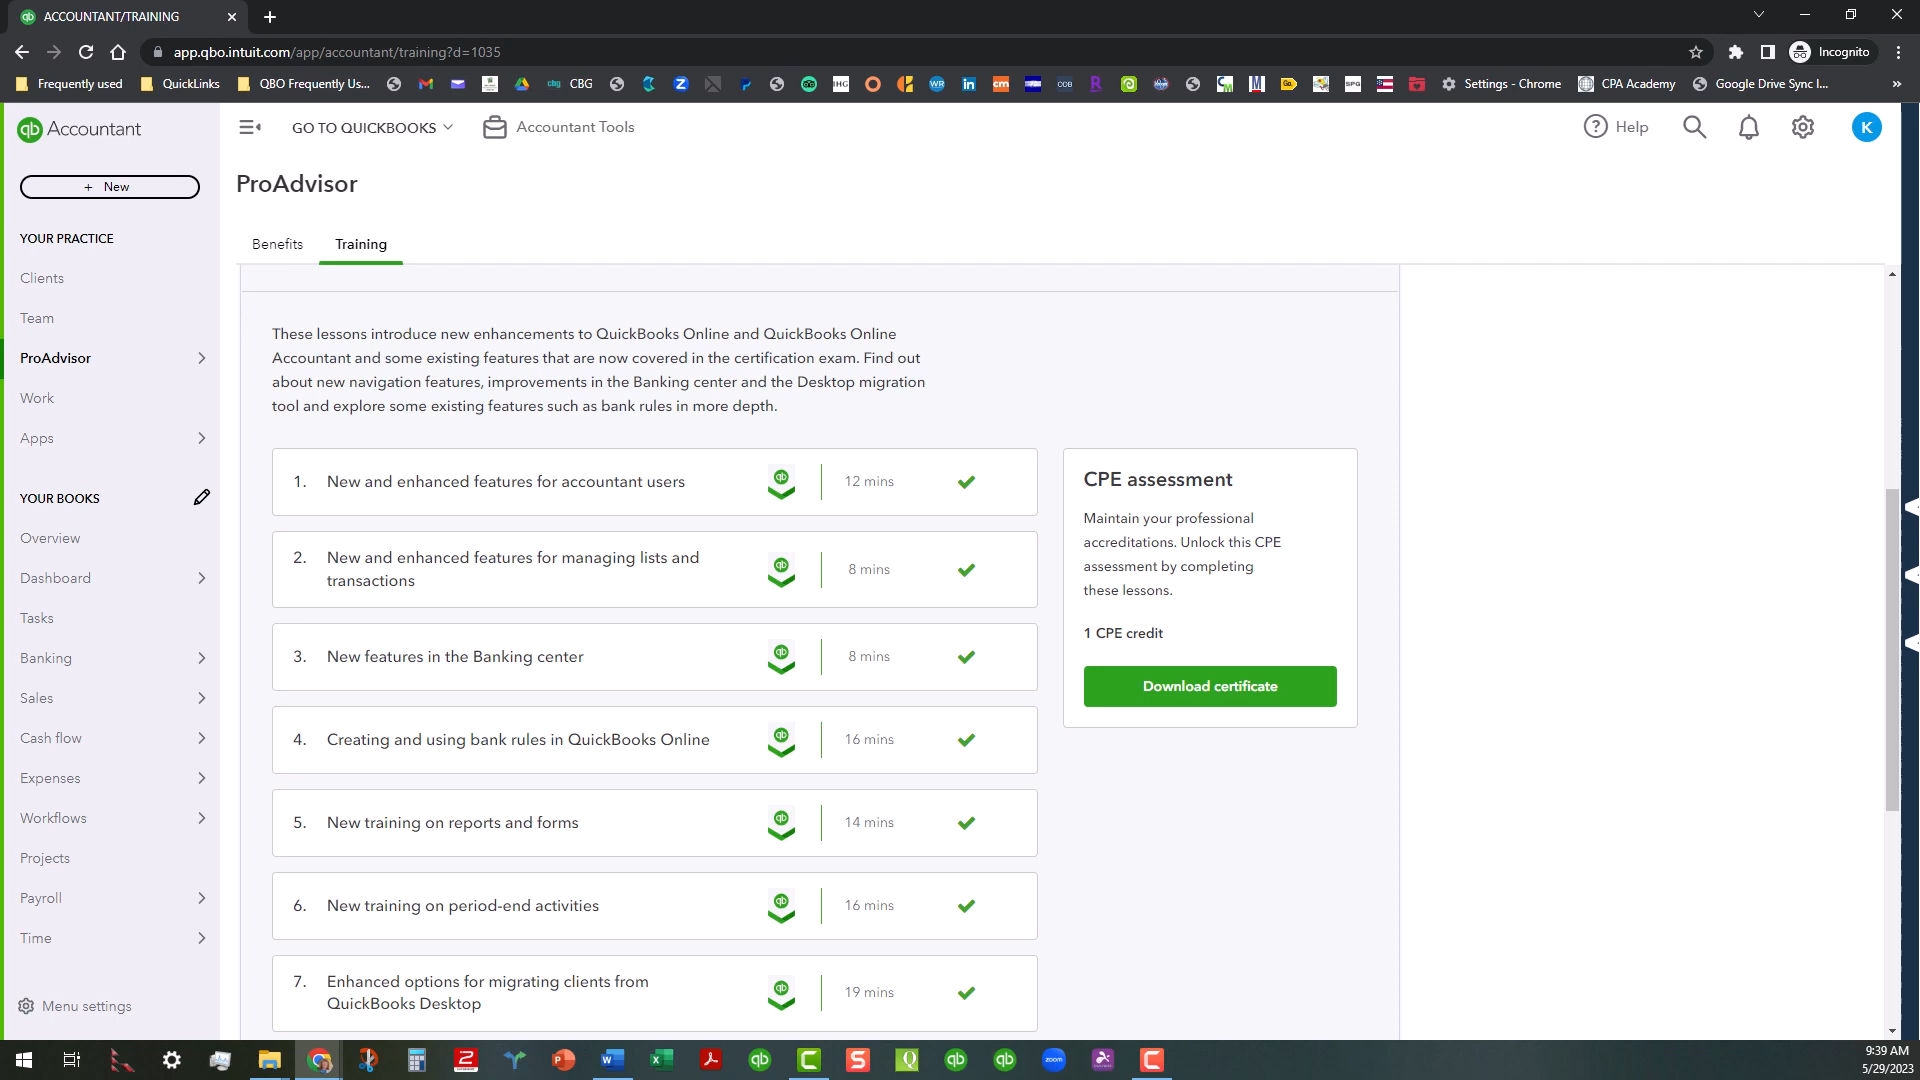 ACCOUNTANT/TRAINING
app.qbo.intuit.com/app/accountant/training?d=1035
Incognito
Frequently used
QuickLinks
QBO Frequently Us...
CBG
Settings - Chrome
CPA Academy
Google Drive Sync I...
qb Accountant
GO TO QUICKBOOKS
Accountant Tools
Help
K
+ New
ProAdvisor
Benefits
Training
YOUR PRACTICE
Clients
Team
ProAdvisor
Work
Apps
YOUR BOOKS
Overview
Dashboard
Tasks
Banking
Sales
Cash flow
Expenses
Workflows
Projects
Payroll
Time
Menu settings
These lessons introduce new enhancements to QuickBooks Online and QuickBooks Online
Accountant and some existing features that are now covered in the certification exam. Find out
about new navigation features, improvements in the Banking center and the Desktop migration
tool and explore some existing features such as bank rules in more depth.
1. New and enhanced features for accountant users
12 mins
2. New and enhanced features for managing lists and
transactions
8 mins
3. New features in the Banking center
8 mins
4. Creating and using bank rules in QuickBooks Online
16 mins
5. New training on reports and forms
14 mins
6. New training on period-end activities
16 mins
7. Enhanced options for migrating clients from
QuickBooks Desktop
19 mins
CPE assessment
Maintain your professional
accreditations. Unlock this CPE
assessment by completing
these lessons.
1 CPE credit
Download certificate
9:39 AM
5/29/2023